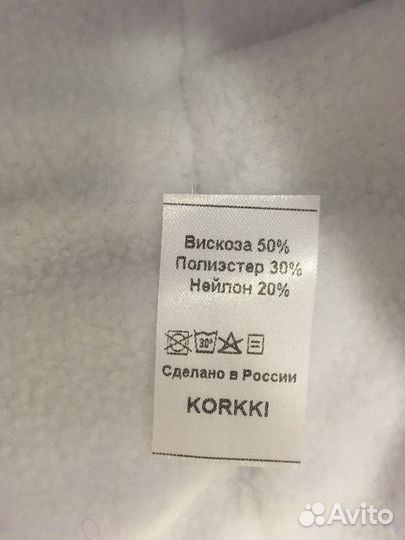 Вискоза 50%
Полиэстер 30%
Нейлон 20%
30°
Сделано в России
KORKKI
Avito